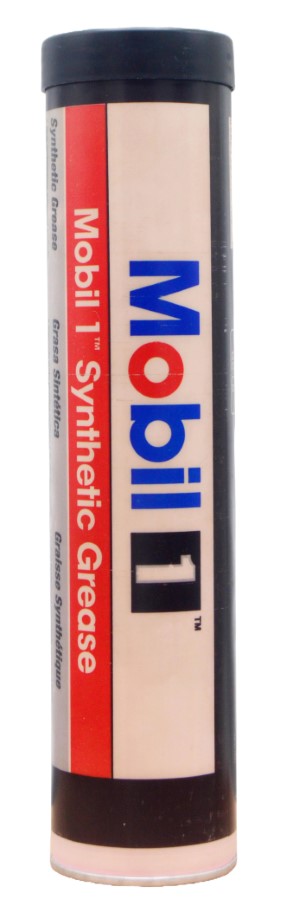 Mobil 1™
Mobil 1™ Synthetic Grease
Synthetic Grease Grasa Sintética Graisse Synthétique